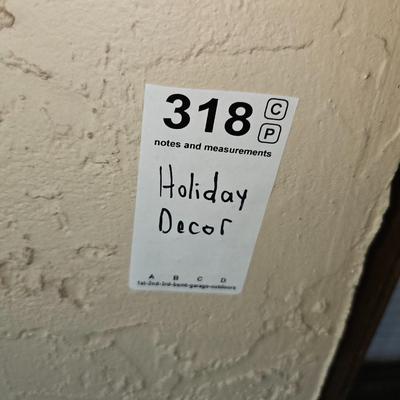 318 C
P
notes and measurements
Holiday
Decor
A B C D
1st-2nd-3rd-bsmt-garage-outdoors